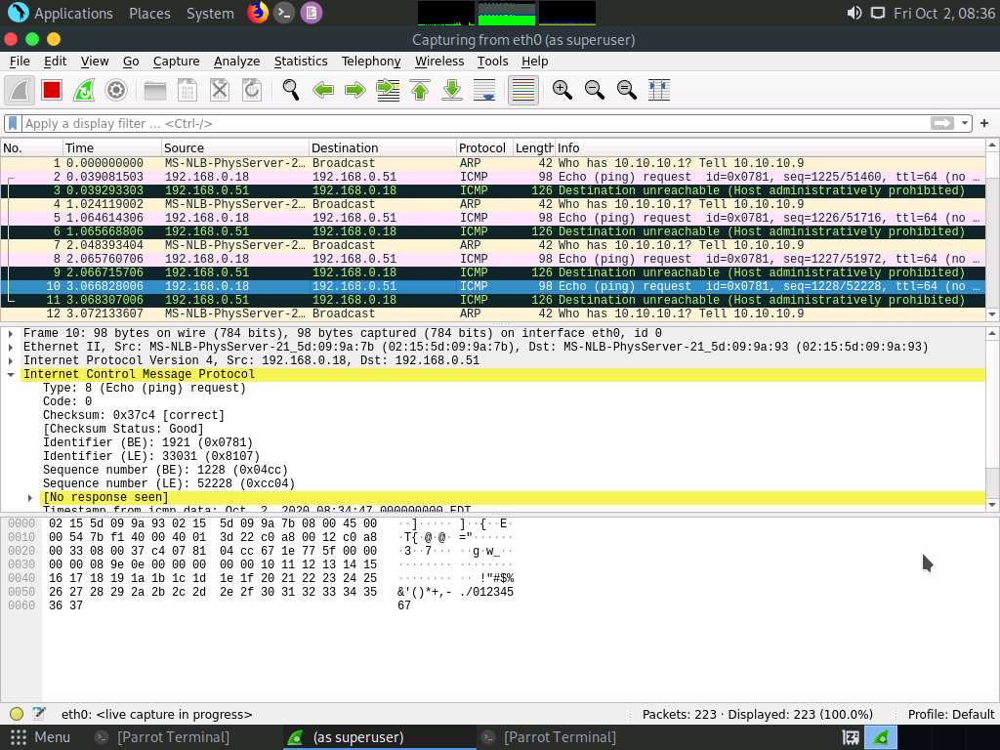 Applications Places System Fri Oct 2, 08:36
Capturing from eth0 (as superuser)
File Edit View Go Capture Analyze Statistics Telephony Wireless Tools Help
Apply a display filter ... <Ctrl-/>
No. Time Source Destination Protocol Length Info
1 0.000000000 MS-NLB-PhysServer-2… Broadcast ARP 42 Who has 10.10.10.1? Tell 10.10.10.9
2 0.039081503 192.168.0.18 192.168.0.51 ICMP 98 Echo (ping) request id=0x0781, seq=1225/51460, ttl=64 (no …
3 0.039293303 192.168.0.51 192.168.0.18 ICMP 126 Destination unreachable (Host administratively prohibited)
4 1.024119002 MS-NLB-PhysServer-2… Broadcast ARP 42 Who has 10.10.10.1? Tell 10.10.10.9
5 1.064614306 192.168.0.18 192.168.0.51 ICMP 98 Echo (ping) request id=0x0781, seq=1226/51716, ttl=64 (no …
6 1.065668806 192.168.0.51 192.168.0.18 ICMP 126 Destination unreachable (Host administratively prohibited)
7 2.048393404 MS-NLB-PhysServer-2… Broadcast ARP 42 Who has 10.10.10.1? Tell 10.10.10.9
8 2.065760706 192.168.0.18 192.168.0.51 ICMP 98 Echo (ping) request id=0x0781, seq=1227/51972, ttl=64 (no …
9 2.066715706 192.168.0.51 192.168.0.18 ICMP 126 Destination unreachable (Host administratively prohibited)
10 3.066828006 192.168.0.18 192.168.0.51 ICMP 98 Echo (ping) request id=0x0781, seq=1228/52228, ttl=64 (no …
11 3.068307006 192.168.0.51 192.168.0.18 ICMP 126 Destination unreachable (Host administratively prohibited)
12 3.072133607 MS-NLB-PhysServer-2… Broadcast ARP 42 Who has 10.10.10.1? Tell 10.10.10.9
Frame 10: 98 bytes on wire (784 bits), 98 bytes captured (784 bits) on interface eth0, id 0
Ethernet II, Src: MS-NLB-PhysServer-21_5d:09:9a:7b (02:15:5d:09:9a:7b), Dst: MS-NLB-PhysServer-21_5d:09:9a:93 (02:15:5d:09:9a:93)
Internet Protocol Version 4, Src: 192.168.0.18, Dst: 192.168.0.51
Internet Control Message Protocol
Type: 8 (Echo (ping) request)
Code: 0
Checksum: 0x37c4 [correct]
[Checksum Status: Good]
Identifier (BE): 1921 (0x0781)
Identifier (LE): 33031 (0x8107)
Sequence number (BE): 1228 (0x04cc)
Sequence number (LE): 52228 (0xcc04)
[No response seen]
Timestamp from icmp data: Oct 2, 2020 08:34:47.000000000 EDT
0000 02 15 5d 09 9a 93 02 15 5d 09 9a 7b 08 00 45 00 ··]····· ]··{··E·
0010 00 54 7b f1 40 00 40 01 3d 22 c0 a8 00 12 c0 a8 ·T{·@·@· ="······
0020 00 33 08 00 37 c4 07 81 04 cc 67 1e 77 5f 00 00 ·3··7··· ··g·w_··
0030 00 00 08 9e 0e 00 00 00 00 00 10 11 12 13 14 15 ········ ········
0040 16 17 18 19 1a 1b 1c 1d 1e 1f 20 21 22 23 24 25 ········ ·· !"#$%
0050 26 27 28 29 2a 2b 2c 2d 2e 2f 30 31 32 33 34 35 &'()*+,- ./012345
0060 36 37 67
eth0: <live capture in progress> Packets: 223 · Displayed: 223 (100.0%) Profile: Default
Menu [Parrot Terminal] (as superuser) [Parrot Terminal]